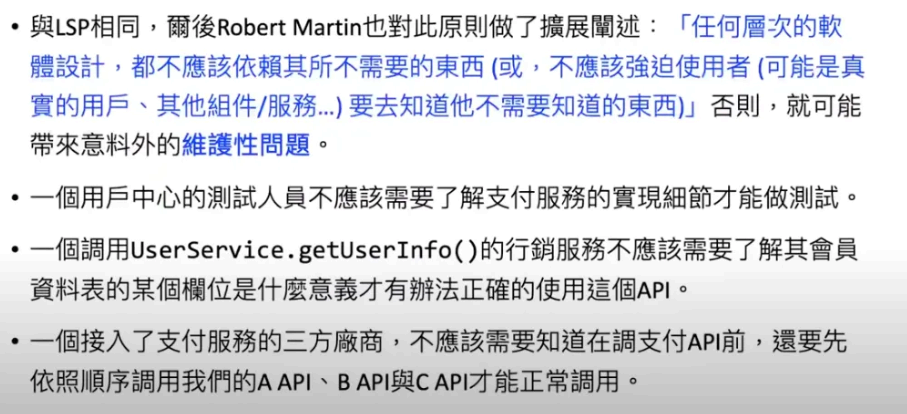 • 與LSP相同，爾後Robert Martin也對此原則做了擴展闡述：「任何層次的軟
體設計，都不應該依賴其所不需要的東西 (或，不應該強迫使用者 (可能是真
實的用戶、其他組件/服務…) 要去知道他不需要知道的東西)」否則，就可能
帶來意料外的維護性問題。
• 一個用戶中心的測試人員不應該需要了解支付服務的實現細節才能做測試。
• 一個調用UserService.getUserInfo()的行銷服務不應該需要了解其會員
資料表的某個欄位是什麼意義才有辦法正確的使用這個API。
• 一個接入了支付服務的三方廠商，不應該需要知道在調支付API前，還要先
依照順序調用我們的A API、B API與C API才能正常調用。